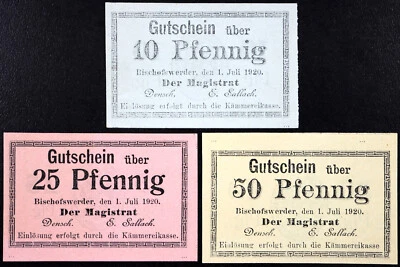 Gutschein über
10 Pfennig
Bischofswerder, den 1. Juli 1920.
Der Magistrat
Densch. E. Sallach.
Einlösung erfolgt durch die Kämmereikasse.
Gutschein über
25 Pfennig
Bischofswerder, den 1. Juli 1920.
Der Magistrat
Densch. E. Sallach.
Einlösung erfolgt durch die Kämmereikasse.
Gutschein über
50 Pfennig
Bischofswerder, den 1. Juli 1920.
Der Magistrat
Densch. E. Sallach.
Einlösung erfolgt durch die Kämmereikasse.